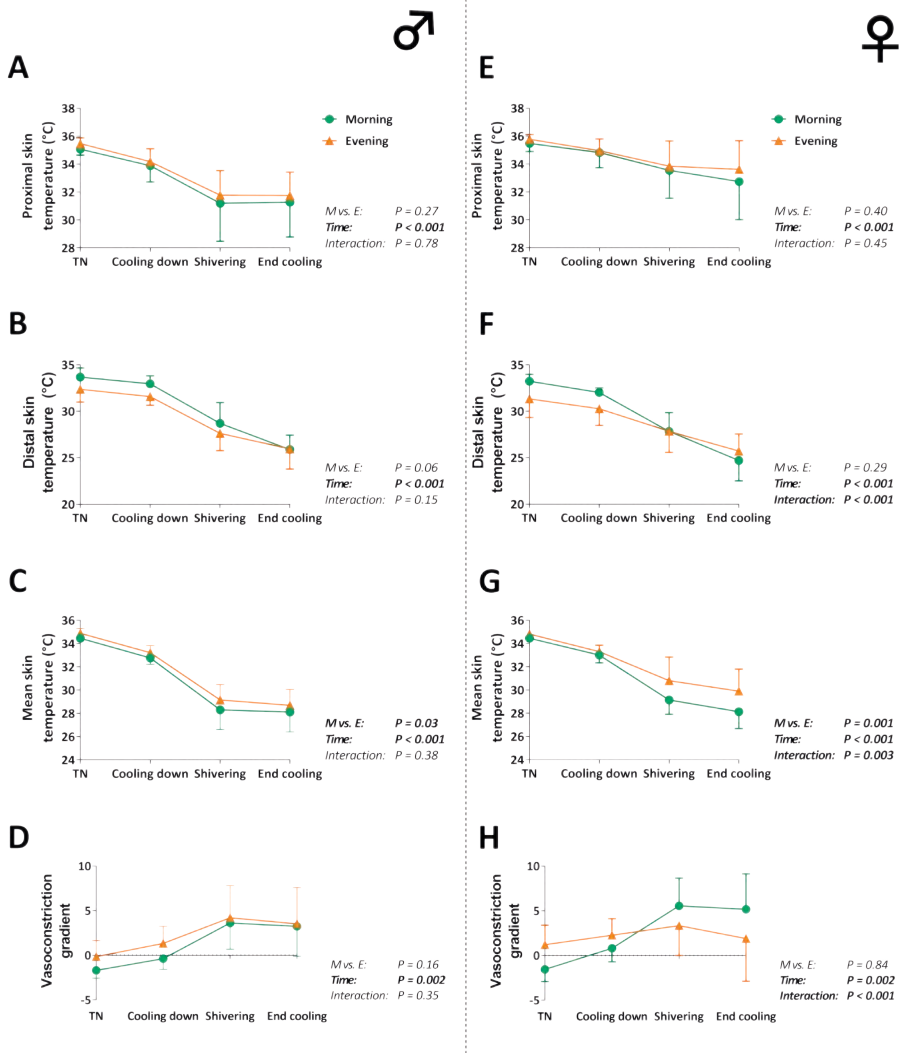 ♂
♀
A
38
36
34
32
30
28
Proximal skin
temperature (°C)
TN Cooling down Shivering End cooling
Morning
Evening
M vs. E: P = 0.27
Time: P < 0.001
Interaction: P = 0.78
E
38
36
34
32
30
28
Proximal skin
temperature (°C)
TN Cooling down Shivering End cooling
Morning
Evening
M vs. E: P = 0.40
Time: P < 0.001
Interaction: P = 0.45
B
35
30
25
20
Distal skin
temperature (°C)
TN Cooling down Shivering End cooling
M vs. E: P = 0.06
Time: P < 0.001
Interaction: P = 0.15
F
35
30
25
20
Distal skin
temperature (°C)
TN Cooling down Shivering End cooling
M vs. E: P = 0.29
Time: P < 0.001
Interaction: P < 0.001
C
36
34
32
30
28
26
24
Mean skin
temperature (°C)
TN Cooling down Shivering End cooling
M vs. E: P = 0.03
Time: P < 0.001
Interaction: P = 0.38
G
36
34
32
30
28
26
24
Mean skin
temperature (°C)
TN Cooling down Shivering End cooling
M vs. E: P = 0.001
Time: P < 0.001
Interaction: P = 0.003
D
10
5
0
-5
Vasoconstriction
gradient
TN Cooling down Shivering End cooling
M vs. E: P = 0.16
Time: P = 0.002
Interaction: P = 0.35
H
10
5
0
-5
Vasoconstriction
gradient
TN Cooling down Shivering End cooling
M vs. E: P = 0.84
Time: P = 0.002
Interaction: P < 0.001